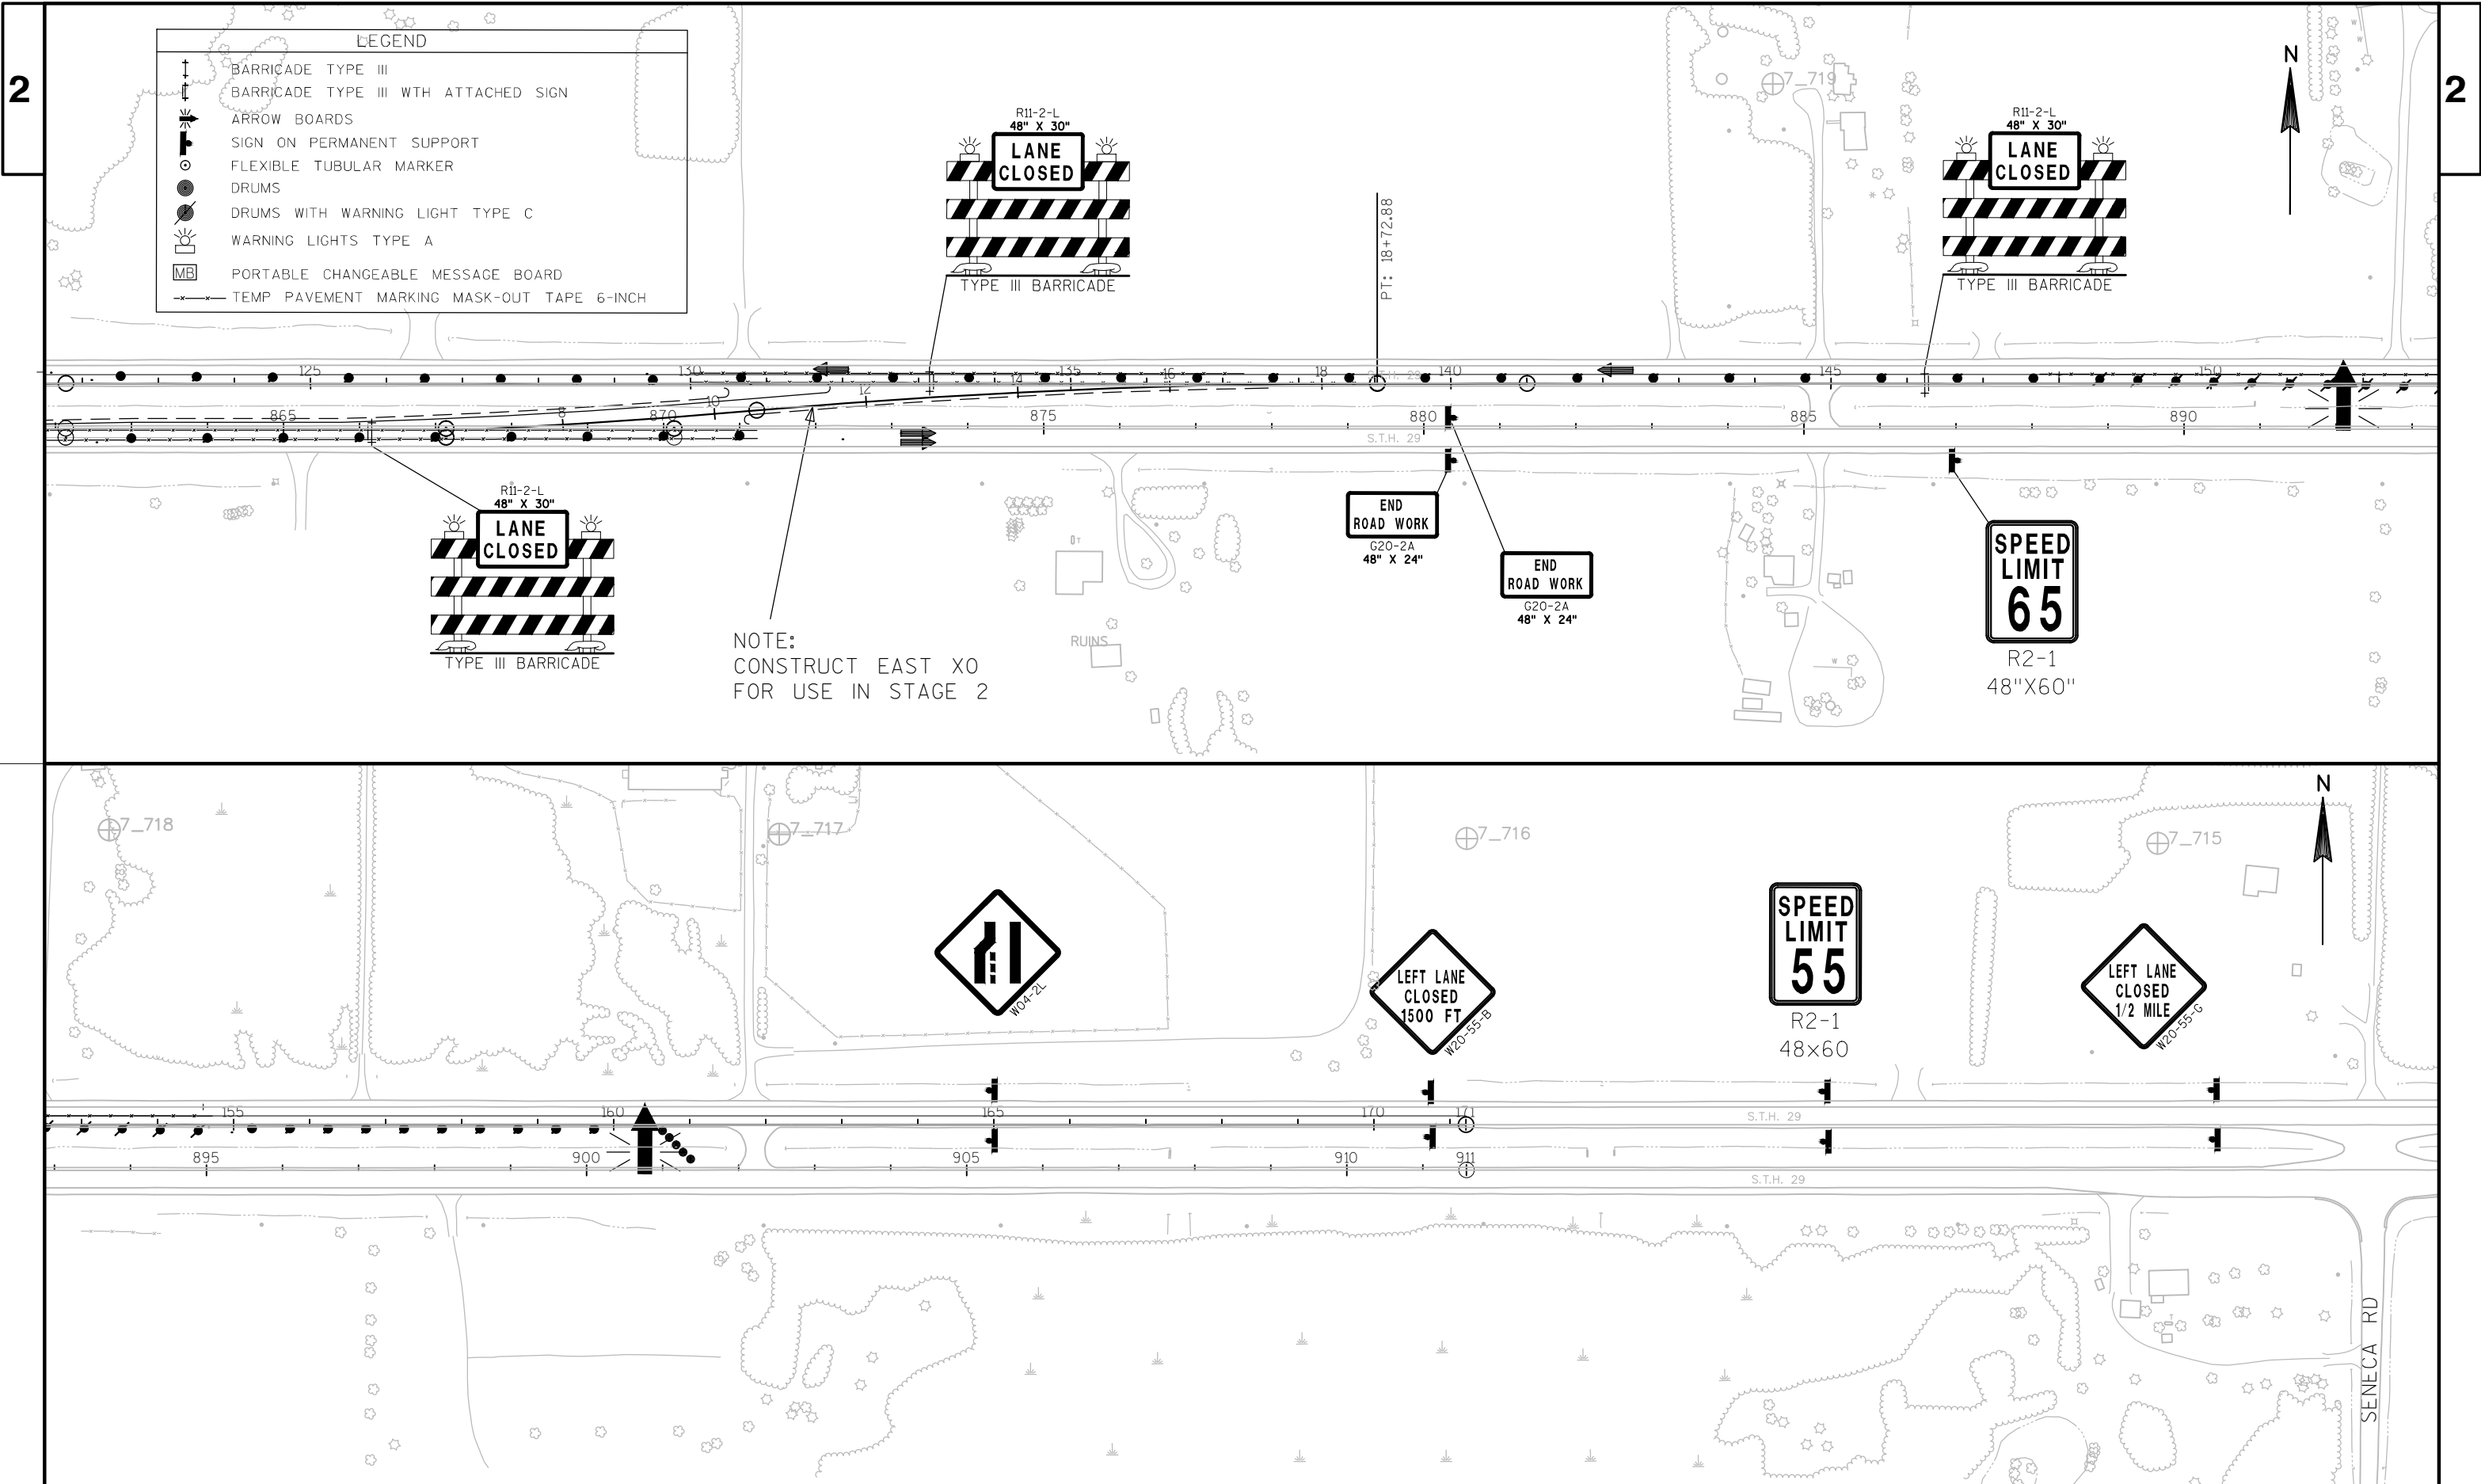 2
2
LEGEND
BARRICADE TYPE III
BARRICADE TYPE III WTH ATTACHED SIGN
ARROW BOARDS
SIGN ON PERMANENT SUPPORT
FLEXIBLE TUBULAR MARKER
DRUMS
DRUMS WITH WARNING LIGHT TYPE C
WARNING LIGHTS TYPE A
MB PORTABLE CHANGEABLE MESSAGE BOARD
TEMP PAVEMENT MARKING MASK-OUT TAPE 6-INCH
R11-2-L
48" X 30"
LANE
CLOSED
TYPE III BARRICADE
PT: 18+72.88
7_719
R11-2-L
48" X 30"
LANE
CLOSED
TYPE III BARRICADE
N
W
W
125 130 135 16 18 140 145 150
S.T.H. 29
8 10 12 14
865 870 875 880 885 890
S.T.H. 29
R11-2-L
48" X 30"
LANE
CLOSED
TYPE III BARRICADE
NOTE:
CONSTRUCT EAST XO
FOR USE IN STAGE 2
T
RUINS
END
ROAD WORK
G20-2A
48" X 24"
END
ROAD WORK
G20-2A
48" X 24"
W
SPEED
LIMIT
65
R2-1
48"X60"
7_718
7_717
7_716
7_715
N
WO4-2L
LEFT LANE
CLOSED
1500 FT
W20-55-B
SPEED
LIMIT
55
R2-1
48x60
LEFT LANE
CLOSED
1/2 MILE
W20-55-G
155 160 165 170 171
S.T.H. 29
895 900 905 910 911
S.T.H. 29
T
SENECA RD